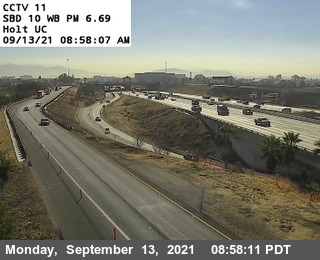 CCTV 11
SBD 10 WB PM 6.69
Holt UC
09/13/21 08:58:07 AM
Monday, September 13, 2021 08:58:11 PDT